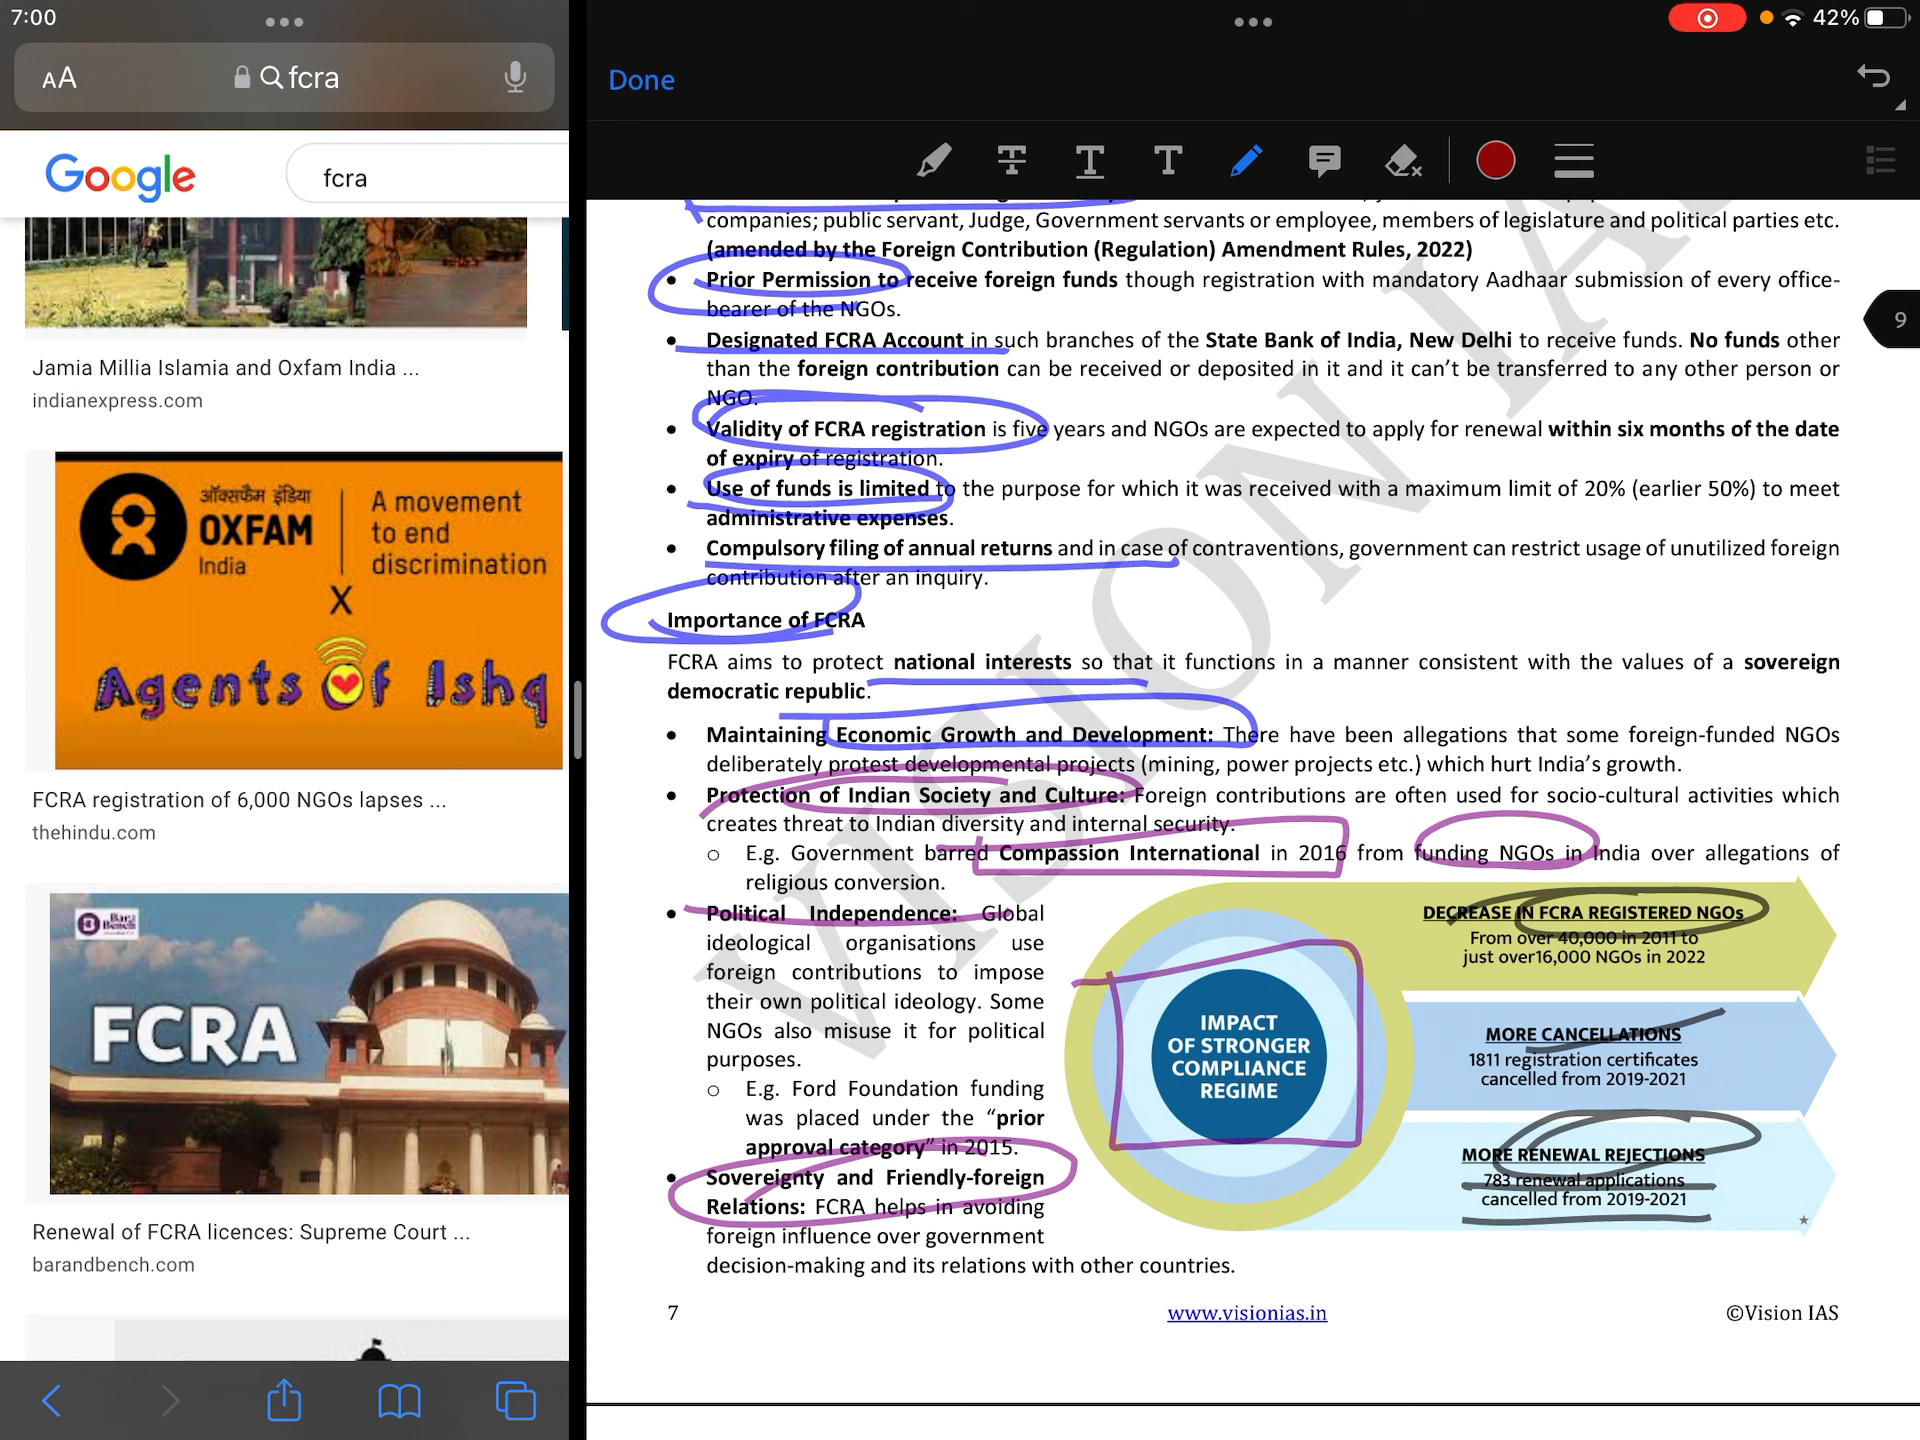 7:00
42%
AA
fcra
Done
Google
fcra
9
companies; public servant, Judge, Government servants or employee, members of legislature and political parties etc.
(amended by the Foreign Contribution (Regulation) Amendment Rules, 2022)
• Prior Permission to receive foreign funds though registration with mandatory Aadhaar submission of every office-
bearer of the NGOs.
• Designated FCRA Account in such branches of the State Bank of India, New Delhi to receive funds. No funds other
than the foreign contribution can be received or deposited in it and it can't be transferred to any other person or
NGO.
• Validity of FCRA registration is five years and NGOs are expected to apply for renewal within six months of the date
of expiry of registration.
• Use of funds is limited to the purpose for which it was received with a maximum limit of 20% (earlier 50%) to meet
administrative expenses.
• Compulsory filing of annual returns and in case of contraventions, government can restrict usage of unutilized foreign
contribution after an inquiry.
Importance of FCRA
FCRA aims to protect national interests so that it functions in a manner consistent with the values of a sovereign
democratic republic.
• Maintaining Economic Growth and Development: There have been allegations that some foreign-funded NGOs
deliberately protest developmental projects (mining, power projects etc.) which hurt India's growth.
• Protection of Indian Society and Culture: Foreign contributions are often used for socio-cultural activities which
creates threat to Indian diversity and internal security.
o E.g. Government barred Compassion International in 2016 from funding NGOs in India over allegations of
religious conversion.
• Political Independence: Global
ideological organisations use
foreign contributions to impose
their own political ideology. Some
NGOs also misuse it for political
purposes.
o E.g. Ford Foundation funding
was placed under the "prior
approval category" in 2015.
• Sovereignty and Friendly-foreign
Relations: FCRA helps in avoiding
foreign influence over government
decision-making and its relations with other countries.
IMPACT
OF STRONGER
COMPLIANCE
REGIME
DECREASE IN FCRA REGISTERED NGOs
From over 40,000 in 2011 to
just over16,000 NGOs in 2022
MORE CANCELLATIONS
1811 registration certificates
cancelled from 2019-2021
MORE RENEWAL REJECTIONS
783 renewal applications
cancelled from 2019-2021
7
www.visionias.in
©Vision IAS
VISION IA
Jamia Millia Islamia and Oxfam India ...
indianexpress.com
ऑक्सफैम इंडिया
OXFAM
India
A movement
to end
discrimination
X
Agents Of Ishq
FCRA registration of 6,000 NGOs lapses ...
thehindu.com
Bar &
Bench
FCRA
Renewal of FCRA licences: Supreme Court ...
barandbench.com